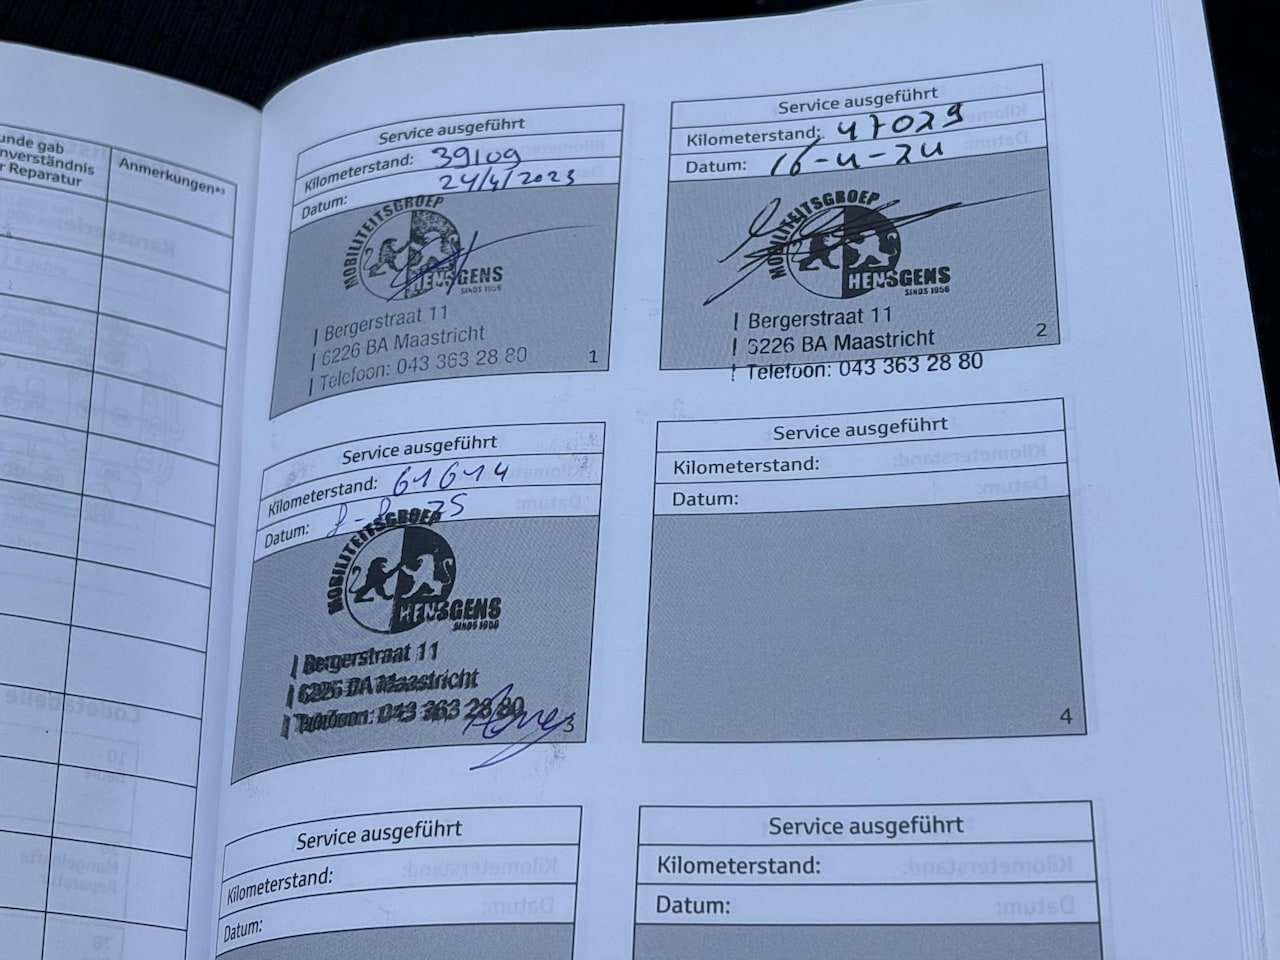 unde gab
nverständnis
r Reparatur
Anmerkungen
Service ausgeführt
Kilometerstand: 39109
Datum: 24/4/2023
MOBILITEITSGROEP
HENSGENS
SINDS 1956
| Bergerstraat 11
| 6226 BA Maastricht
| Telefoon: 043 363 28 80
1
Service ausgeführt
Kilometerstand: 47029
Datum: 16-4-24
MOBILITEITSGROEP
HENSGENS
SINDS 1956
| Bergerstraat 11
| 6226 BA Maastricht
| Telefoon: 043 363 28 80
2
Service ausgeführt
Kilometerstand: 61614
Datum: 25
MOBILITEITSGROEP
HENSGENS
SINDS 1956
| Bergerstraat 11
| 6226 BA Maastricht
| Telefoon: 043 363 28 80
3
Service ausgeführt
Kilometerstand:
Datum:
4
Service ausgeführt
Kilometerstand:
Datum:
Service ausgeführt
Kilometerstand:
Datum: